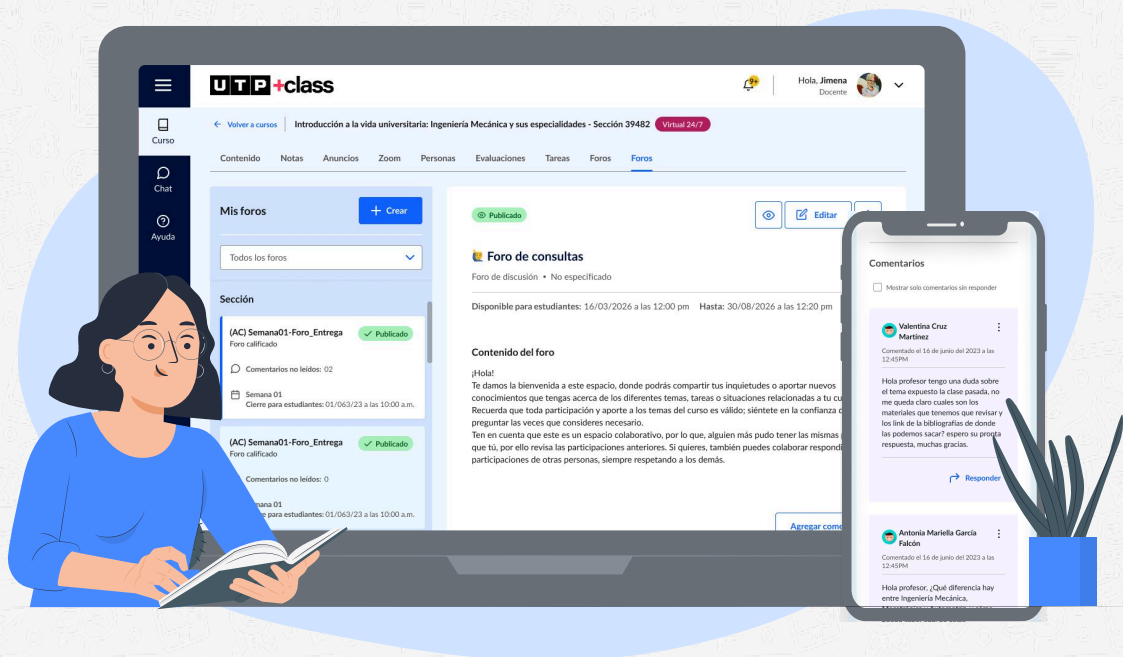 UTP+class
9+
Hola, Jimena
Docente
Curso
Chat
Ayuda
Volver a cursos
Introducción a la vida universitaria: Ingeniería Mecánica y sus especialidades - Sección 39482
Virtual 24/7
Contenido Notas Anuncios Zoom Personas Evaluaciones Tareas Foros Foros
Mis foros
+ Crear
Todos los foros
Sección
(AC) Semana01-Foro_Entrega
Publicado
Foro calificado
Comentarios no leídos: 02
Semana 01
Cierre para estudiantes: 01/063/23 a las 10:00 a.m.
(AC) Semana01-Foro_Entrega
Publicado
Foro calificado
Comentarios no leídos: 0
mana 01
para estudiantes: 01/063/23 a las 10:00 a.m.
Publicado
Editar
Foro de consultas
Foro de discusión • No especificado
Disponible para estudiantes: 16/03/2026 a las 12:00 pm Hasta: 30/08/2026 a las 12:20 pm
Contenido del foro
¡Hola!
Te damos la bienvenida a este espacio, donde podrás compartir tus inquietudes o aportar nuevos
conocimientos que tengas acerca de los diferentes temas, tareas o situaciones relacionadas a tu cu
Recuerda que toda participación y aporte a los temas del curso es válido; siéntete en la confianza d
preguntar las veces que consideres necesario.
Ten en cuenta que este es un espacio colaborativo, por lo que, alguien más pudo tener las mismas
que tú, por ello revisa las participaciones anteriores. Si quieres, también puedes colaborar respondi
participaciones de otras personas, siempre respetando a los demás.
Agregar come
Comentarios
Mostrar solo comentarios sin responder
Valentina Cruz
Martínez
Comentado el 16 de junio del 2023 a las
12:45PM
Hola profesor tengo una duda sobre
el tema expuesto la clase pasada, no
me queda claro cuales son los
materiales que tenemos que revisar y
los link de la bibliografías de donde
las podemos sacar? espero su pronta
respuesta, muchas gracias.
Responder
Antonia Mariella García
Falcón
Comentado el 16 de junio del 2023 a las
12:45PM
Hola profesor, ¿Qué diferencia hay
entre Ingeniería Mecánica,